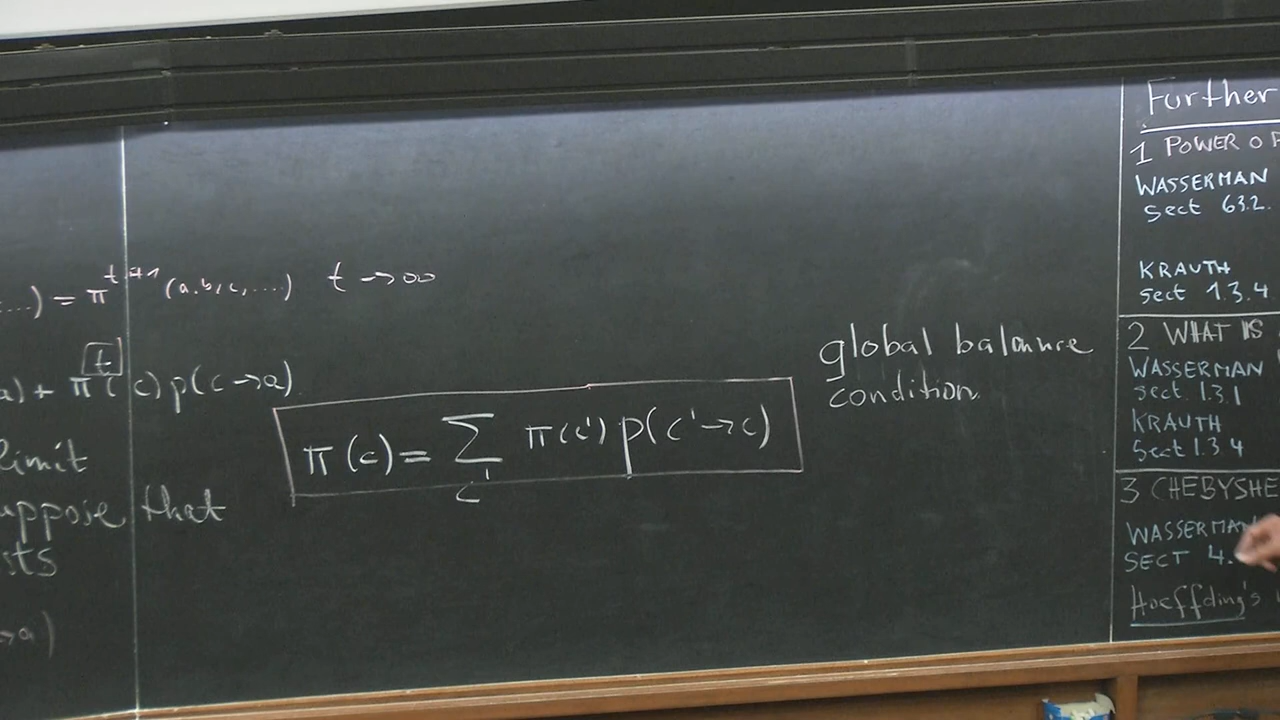 ...) = π^{t+1} (a,b,c,...) t → ∞
a) + π^{t}(c) p(c→a)
limit
uppose that
sts
→a)
π(c) = Σ_{c'} π(c') p(c'→c)
global balance
condition
Further
1 POWER OF
WASSERMAN
Sect 6.3.2.
KRAUTH
Sect 1.3.4
2 WHAT IS
WASSERMAN
sect. 1.3.1
KRAUTH
Sect 1.3.4
3 CHEBYSHE
WASSERMAN
SECT 4.
Hoeffding's